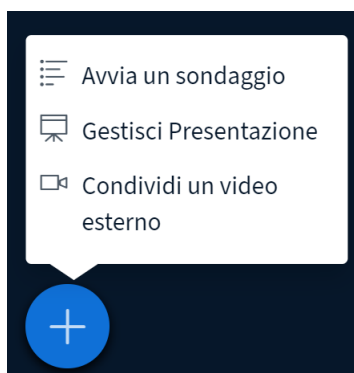 Avvia un sondaggio
Gestisci Presentazione
Condividi un video
esterno